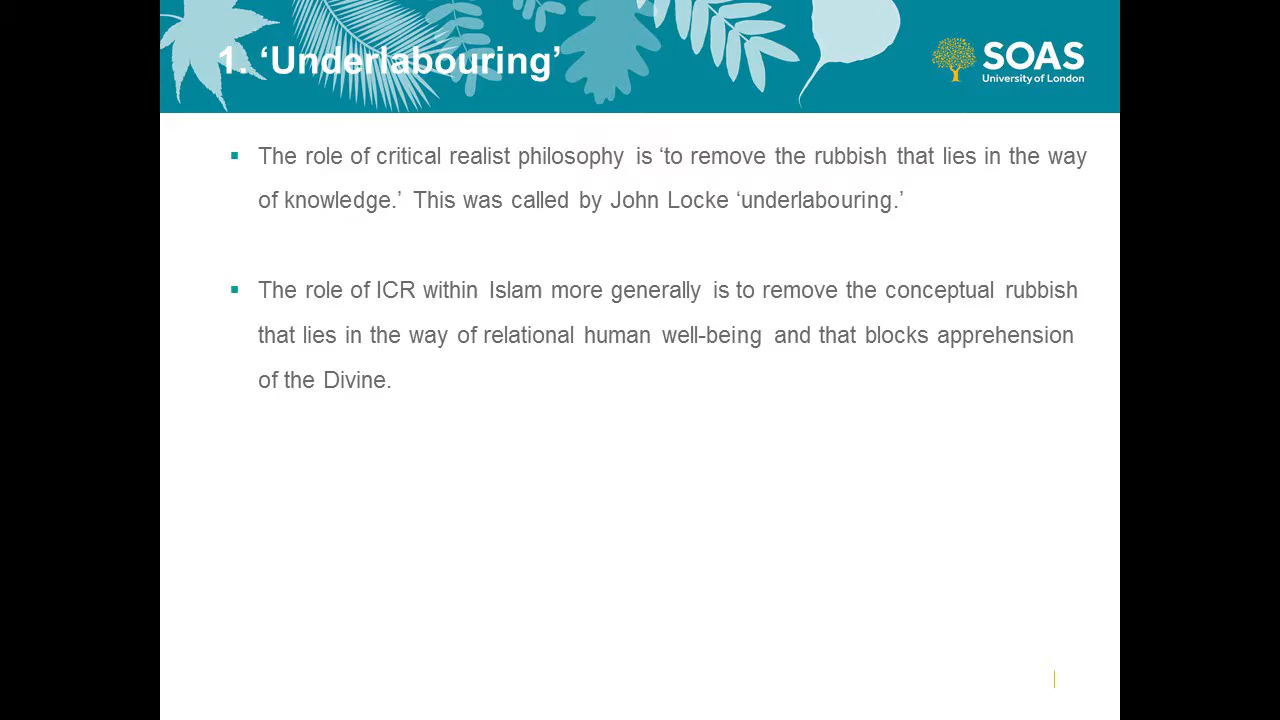 1. ‘Underlabouring’
SOAS
University of London
▪ The role of critical realist philosophy is ‘to remove the rubbish that lies in the way
of knowledge.’ This was called by John Locke ‘underlabouring.’
▪ The role of ICR within Islam more generally is to remove the conceptual rubbish
that lies in the way of relational human well-being and that blocks apprehension
of the Divine.